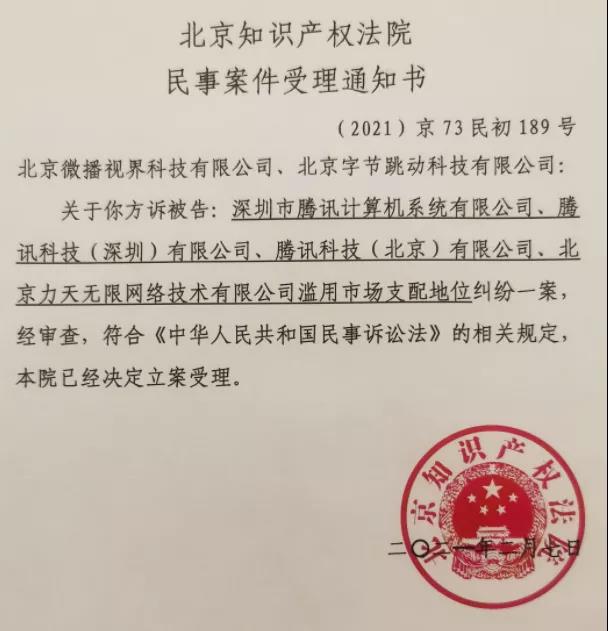 北京知识产权法院
民事案件受理通知书
（2021）京 73 民初 189 号
北京微播视界科技有限公司、北京字节跳动科技有限公司：
关于你方诉被告：深圳市腾讯计算机系统有限公司、腾
讯科技（深圳）有限公司、腾讯科技（北京）有限公司、北
京力天无限网络技术有限公司滥用市场支配地位纠纷一案，
经审查，符合《中华人民共和国民事诉讼法》的相关规定，
本院已经决定立案受理。
北京知识产权法院
二〇二一年二月七日